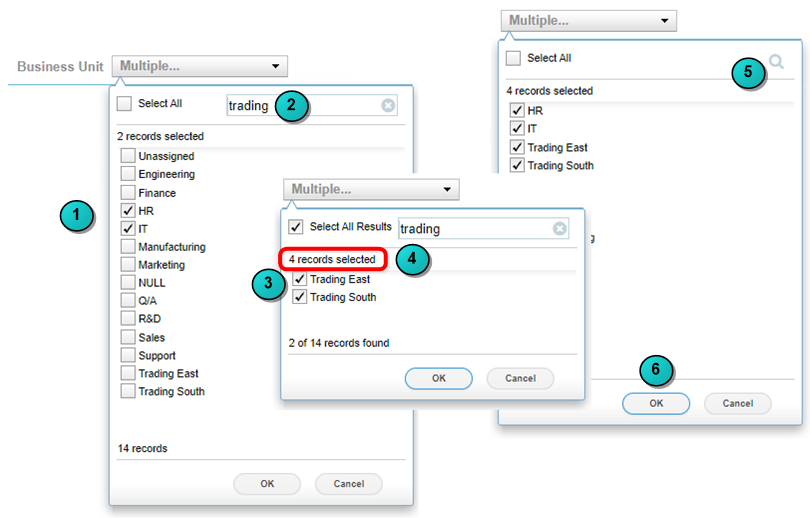 Business Unit
Multiple...
Select All
trading
2
2 records selected
Unassigned
Engineering
Finance
1
HR
IT
Manufacturing
Marketing
NULL
Q/A
R&D
Sales
Support
Trading East
Trading South
14 records
OK
Cancel
Multiple...
Select All Results
trading
4 records selected
4
3
Trading East
Trading South
2 of 14 records found
OK
Cancel
Multiple...
Select All
5
4 records selected
HR
IT
Trading East
Trading South
g
6
OK
Cancel